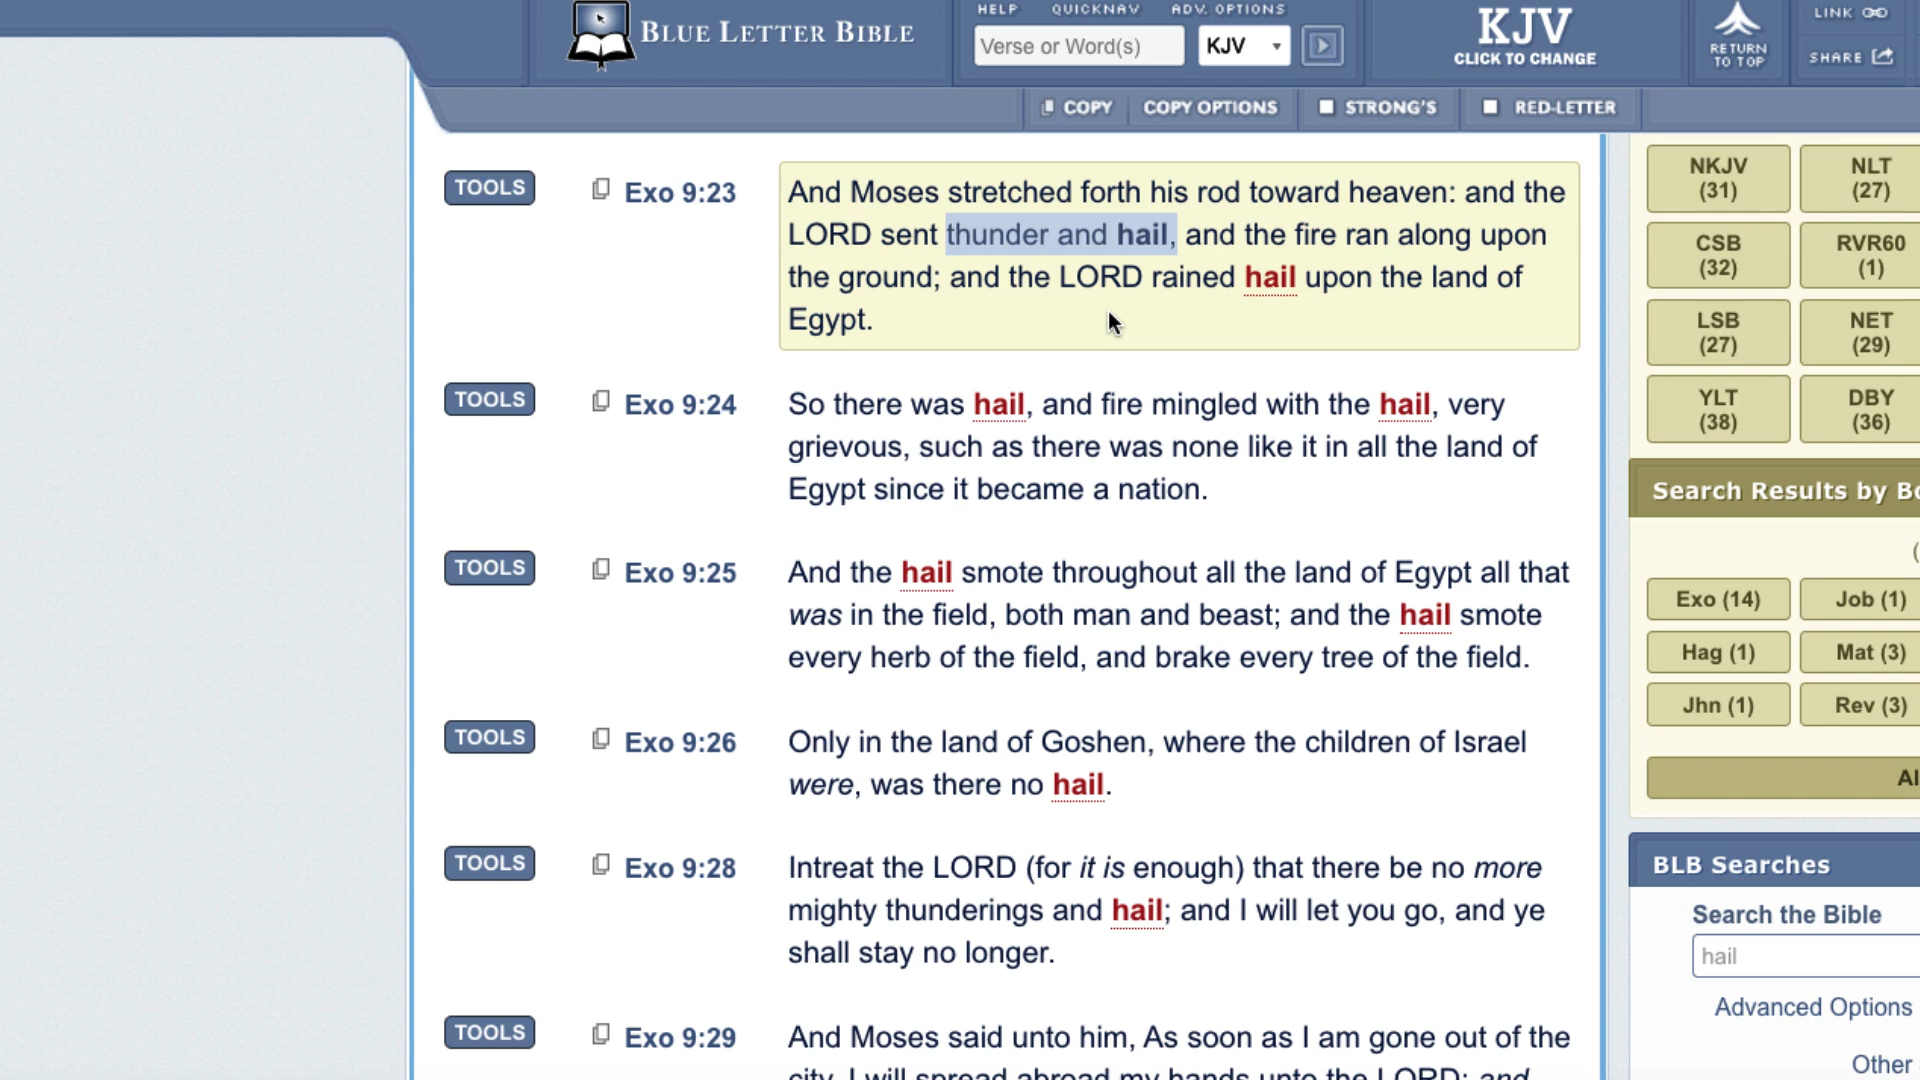 HELP QUICKNAV ADV. OPTIONS
BLUE LETTER BIBLE
Verse or Word(s) KJV
KJV
CLICK TO CHANGE
RETURN
TO TOP
LINK
SHARE
COPY COPY OPTIONS STRONG'S RED-LETTER
TOOLS Exo 9:23 And Moses stretched forth his rod toward heaven: and the
LORD sent thunder and hail, and the fire ran along upon
the ground; and the LORD rained hail upon the land of
Egypt.
TOOLS Exo 9:24 So there was hail, and fire mingled with the hail, very
grievous, such as there was none like it in all the land of
Egypt since it became a nation.
TOOLS Exo 9:25 And the hail smote throughout all the land of Egypt all that
was in the field, both man and beast; and the hail smote
every herb of the field, and brake every tree of the field.
TOOLS Exo 9:26 Only in the land of Goshen, where the children of Israel
were, was there no hail.
TOOLS Exo 9:28 Intreat the LORD (for it is enough) that there be no more
mighty thunderings and hail; and I will let you go, and ye
shall stay no longer.
TOOLS Exo 9:29 And Moses said unto him, As soon as I am gone out of the
city, I will spread abroad my hands unto the LORD; and
NKJV
(31)
NLT
(27)
CSB
(32)
RVR60
(1)
LSB
(27)
NET
(29)
YLT
(38)
DBY
(36)
Search Results by Bo
(
Exo (14) Job (1)
Hag (1) Mat (3)
Jhn (1) Rev (3)
Al
BLB Searches
Search the Bible
hail
Advanced Options
Other